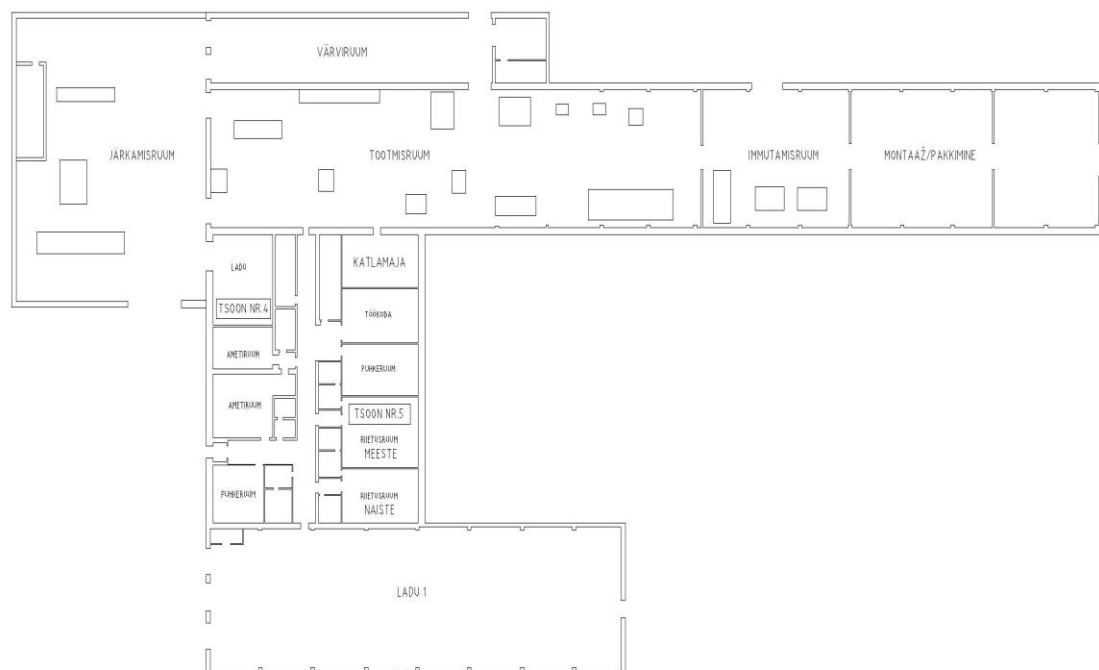 VÄRVIRUUM
JÄRKAMISRUUM
TOOTMISRUUM
IMMUTAMISRUUM
MONTAAŽ/PAKKIMINE
LADU
TSOON NR.4
AMETIRUUM
AMETIRUUM
PUHKERUUM
KATLAMAJA
TÖÖKODA
PUHKERUUM
TSOON NR.5
RIIETUSRUUM
MEESTE
RIIETUSRUUM
NAISTE
LADU 1